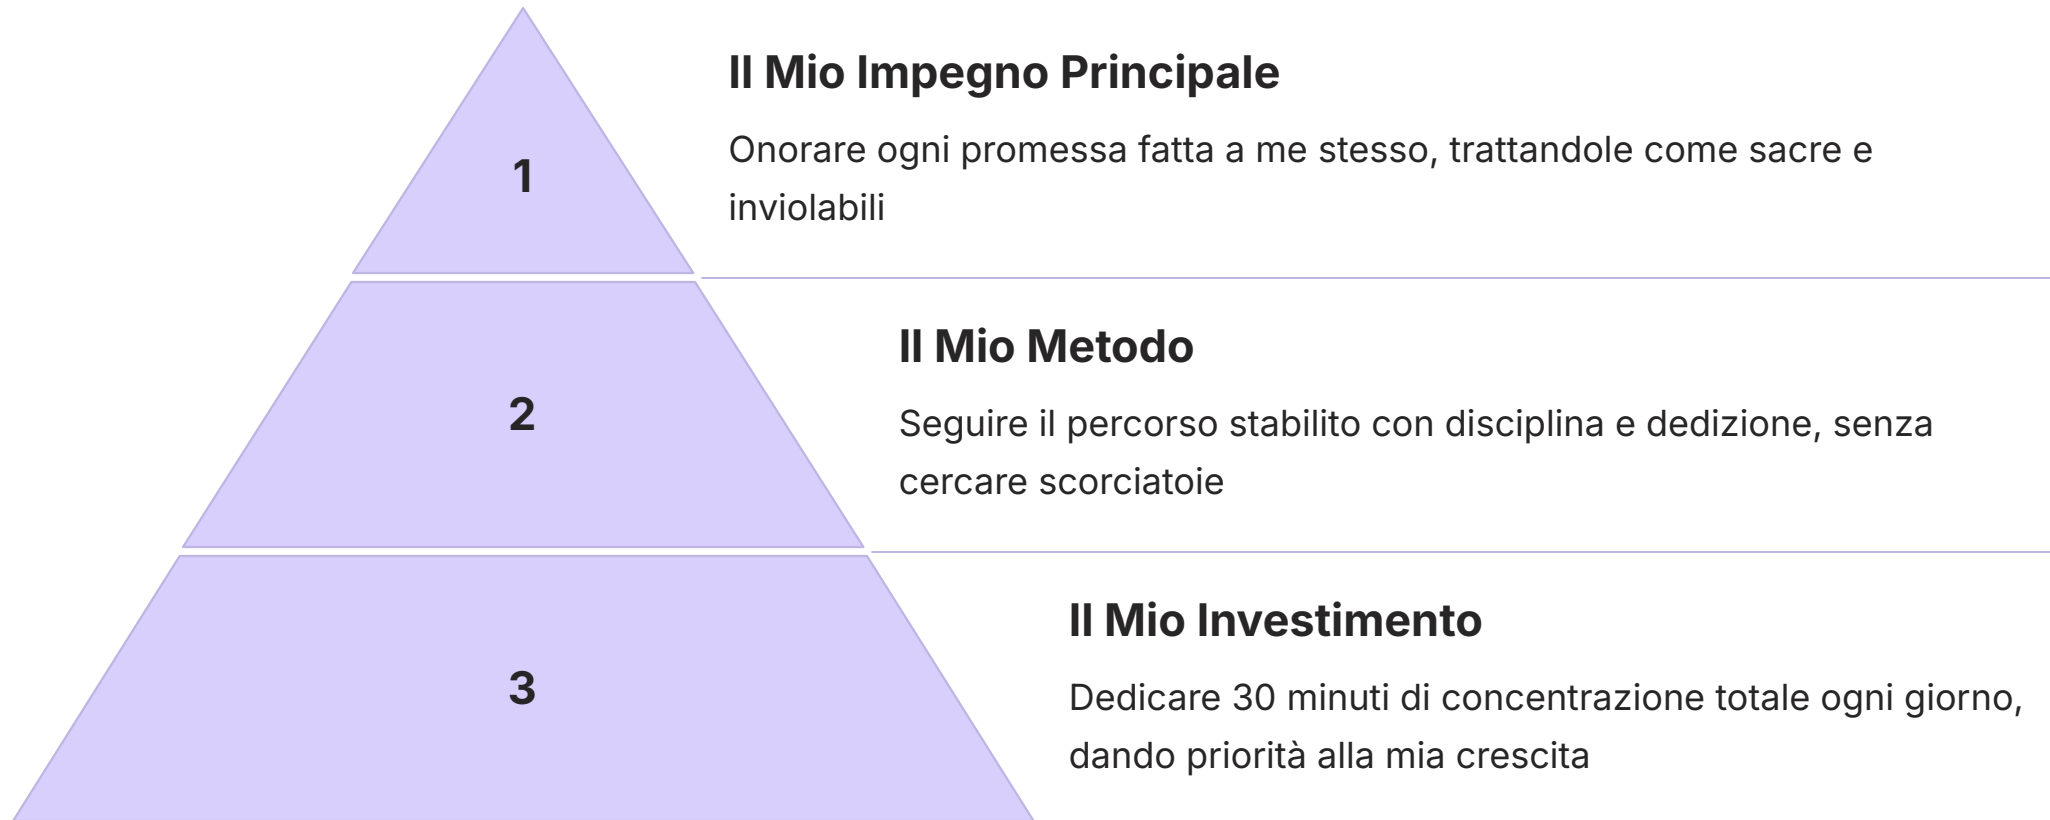 1
Il Mio Impegno Principale
Onorare ogni promessa fatta a me stesso, trattandole come sacre e
inviolabili
2
Il Mio Metodo
Seguire il percorso stabilito con disciplina e dedizione, senza
cercare scorciatoie
3
Il Mio Investimento
Dedicare 30 minuti di concentrazione totale ogni giorno,
dando priorità alla mia crescita